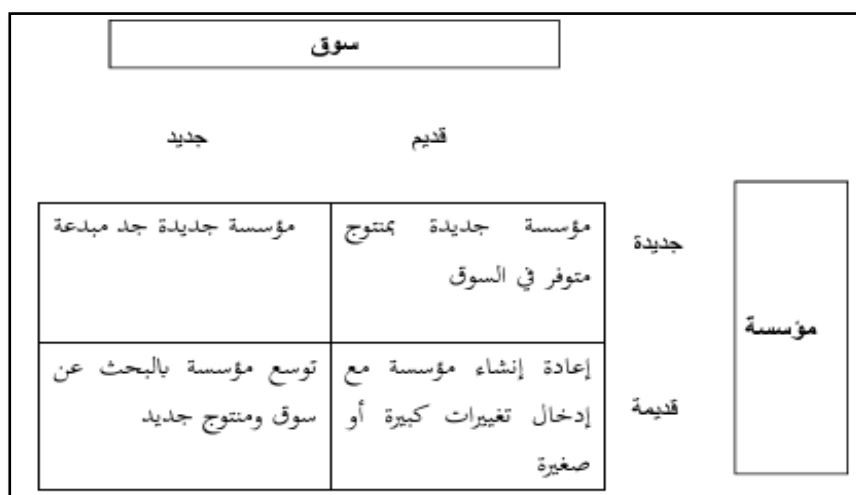 سوق
قديم
جديد
جديدة
مؤسسة جديدة بمنتوج
متوفر في السوق
مؤسسة جديدة جد مبدعة
مؤسسة
قديمة
إعادة إنشاء مؤسسة مع
إدخال تغييرات كبيرة أو
صغيرة
توسع مؤسسة بالبحث عن
سوق ومنتوج جديد